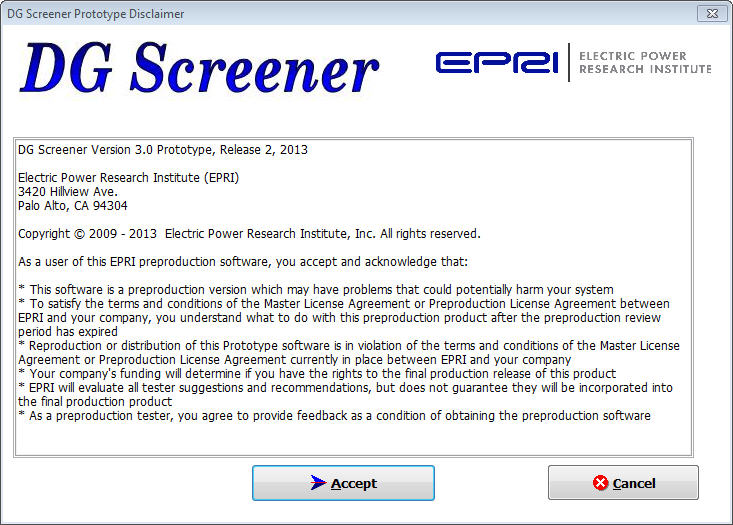 DG Screener Prototype Disclaimer
DG Screener
EPRI | ELECTRIC POWER
RESEARCH INSTITUTE
DG Screener Version 3.0 Prototype, Release 2, 2013
Electric Power Research Institute (EPRI)
3420 Hillview Ave.
Palo Alto, CA 94304
Copyright © 2009 - 2013  Electric Power Research Institute, Inc. All rights reserved.
As a user of this EPRI preproduction software, you accept and acknowledge that:
* This software is a preproduction version which may have problems that could potentially harm your system
* To satisfy the terms and conditions of the Master License Agreement or Preproduction License Agreement between
EPRI and your company, you understand what to do with this preproduction product after the preproduction review
period has expired
* Reproduction or distribution of this Prototype software is in violation of the terms and conditions of the Master License
Agreement or Preproduction License Agreement currently in place between EPRI and your company
* Your company's funding will determine if you have the rights to the final production release of this product
* EPRI will evaluate all tester suggestions and recommendations, but does not guarantee they will be incorporated into
the final production product
* As a preproduction tester, you agree to provide feedback as a condition of obtaining the preproduction software
Accept
Cancel